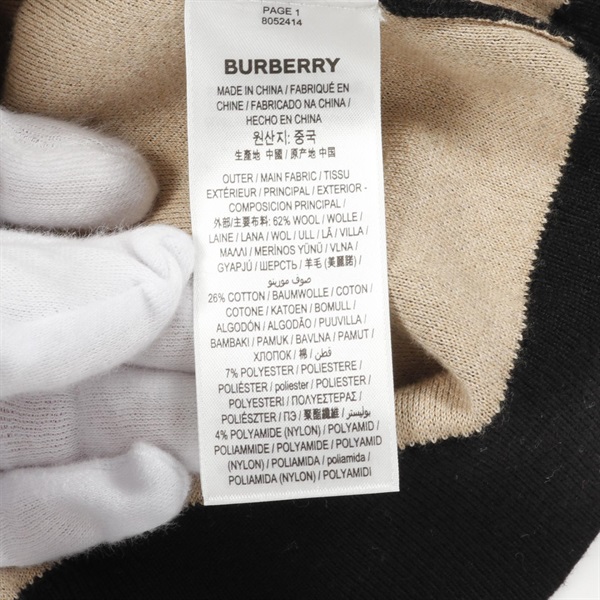 PAGE 1
8052414
BURBERRY
MADE IN CHINA / FABRIQUÉ EN
CHINE / FABRICADO NA CHINA /
HECHO EN CHINA
원산지: 중국
生產地 中國 / 原产地 中国
OUTER / MAIN FABRIC / TISSU
EXTÉRIEUR / PRINCIPAL / EXTERIOR -
COMPOSICION PRINCIPAL /
外部/主要布料: 62% WOOL / WOLLE /
LAINE / LANA / WOL / ULL / LÃ / VILLA /
ΜΑΛΛΙ / MERİNOS YÜNÜ / VLNA /
GYAPJÚ / ШЕРСТЬ / 羊毛 (美麗諾) /
صوف مورينو
26% COTTON / BAUMWOLLE / COTON /
COTONE / KATOEN / BOMULL /
ALGODÓN / ALGODÃO / PUUVILLA /
ΒΑΜΒΑΚΙ / PAMUK / BAVLNA / PAMUT /
ХЛОПОК / 棉 / قطن
7% POLYESTER / POLIESTERE /
POLIÉSTER / poliester / POLYESTER /
POLYESTERI / ΠΟΛΥΕΣΤΕΡΑΣ /
POLIÉSZTER / ПЭ / 聚酯纖維 / بوليستر
4% POLYAMIDE (NYLON) / POLYAMID /
POLIAMMIDE / POLYAMIDE / POLYAMID
(NYLON) / POLIAMIDA / poliamida /
POLIAMIDA (NYLON) / POLYAMIDI